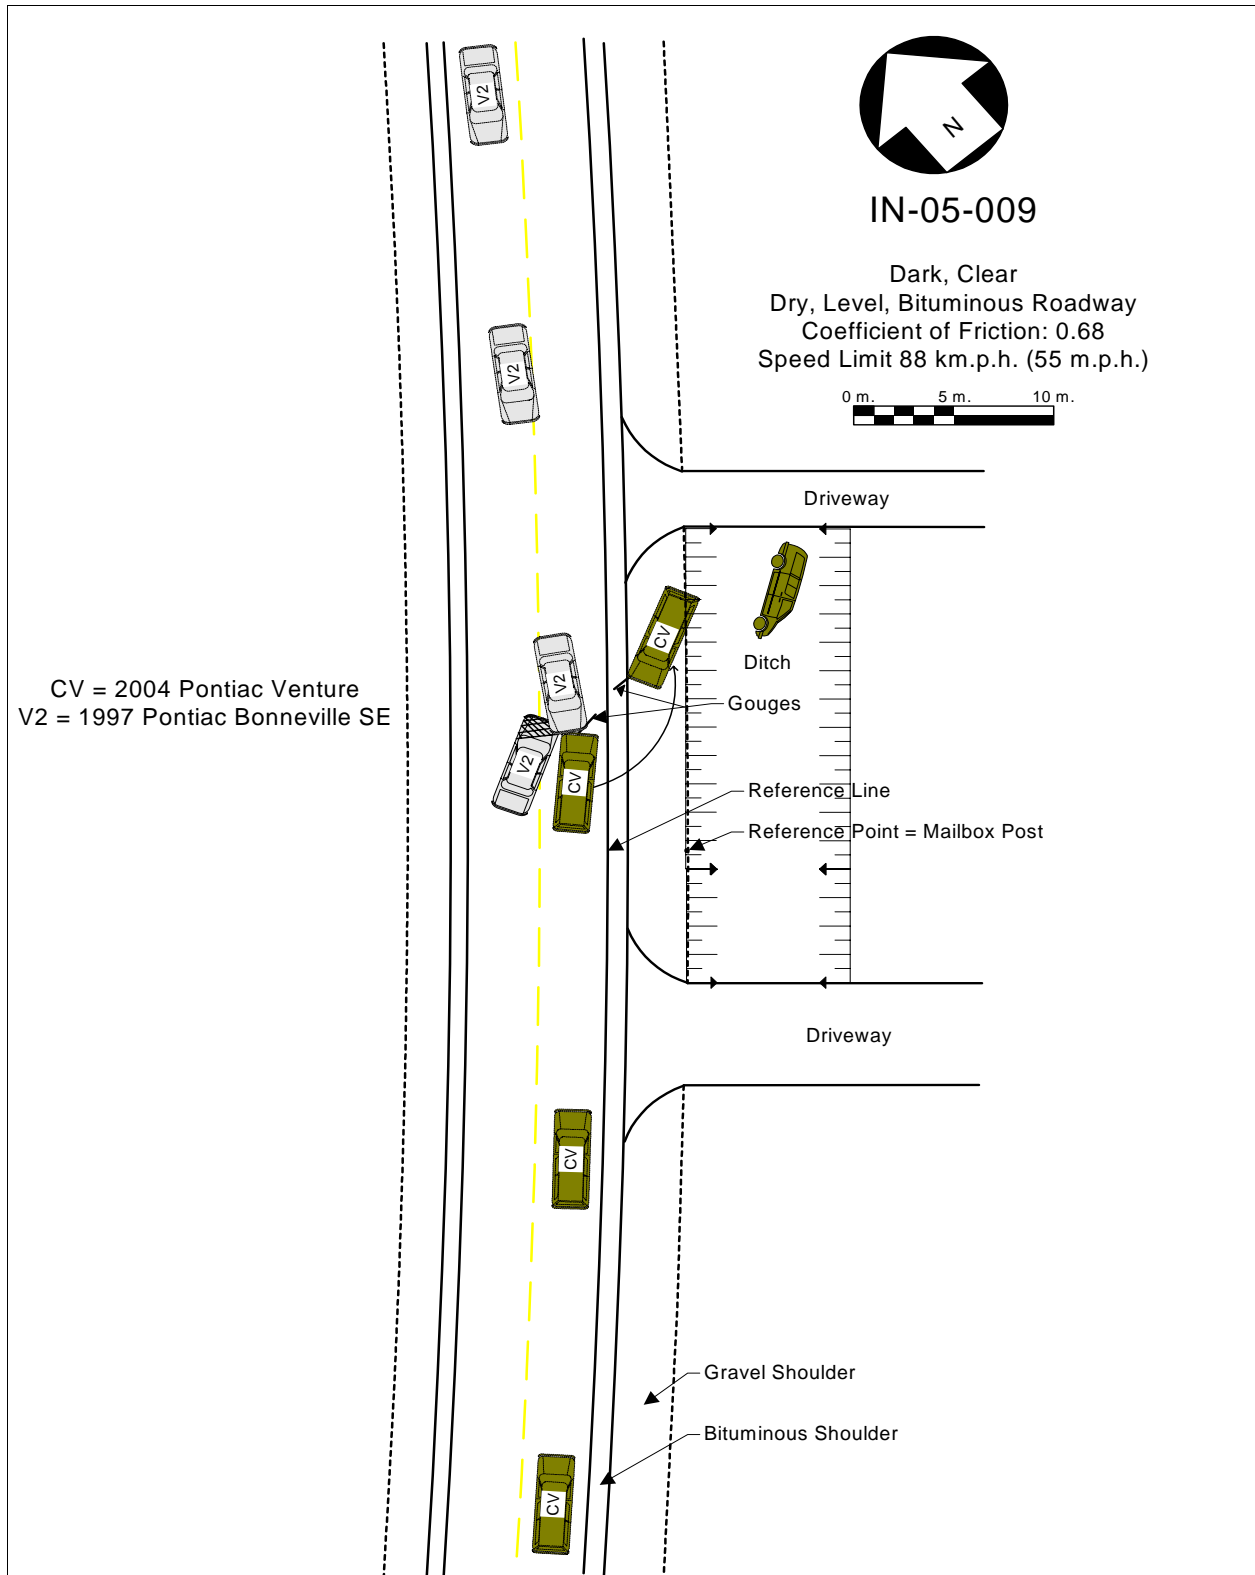 V2
N
IN-05-009
Dark, Clear
Dry, Level, Bituminous Roadway
Coefficient of Friction: 0.68
Speed Limit 88 km.p.h. (55 m.p.h.)
0 m. 5 m. 10 m.
V2
Driveway
CV
Ditch
V2
CV = 2004 Pontiac Venture
V2 = 1997 Pontiac Bonneville SE
Gouges
V2
CV
Reference Line
Reference Point = Mailbox Post
Driveway
CV
Gravel Shoulder
Bituminous Shoulder
CV